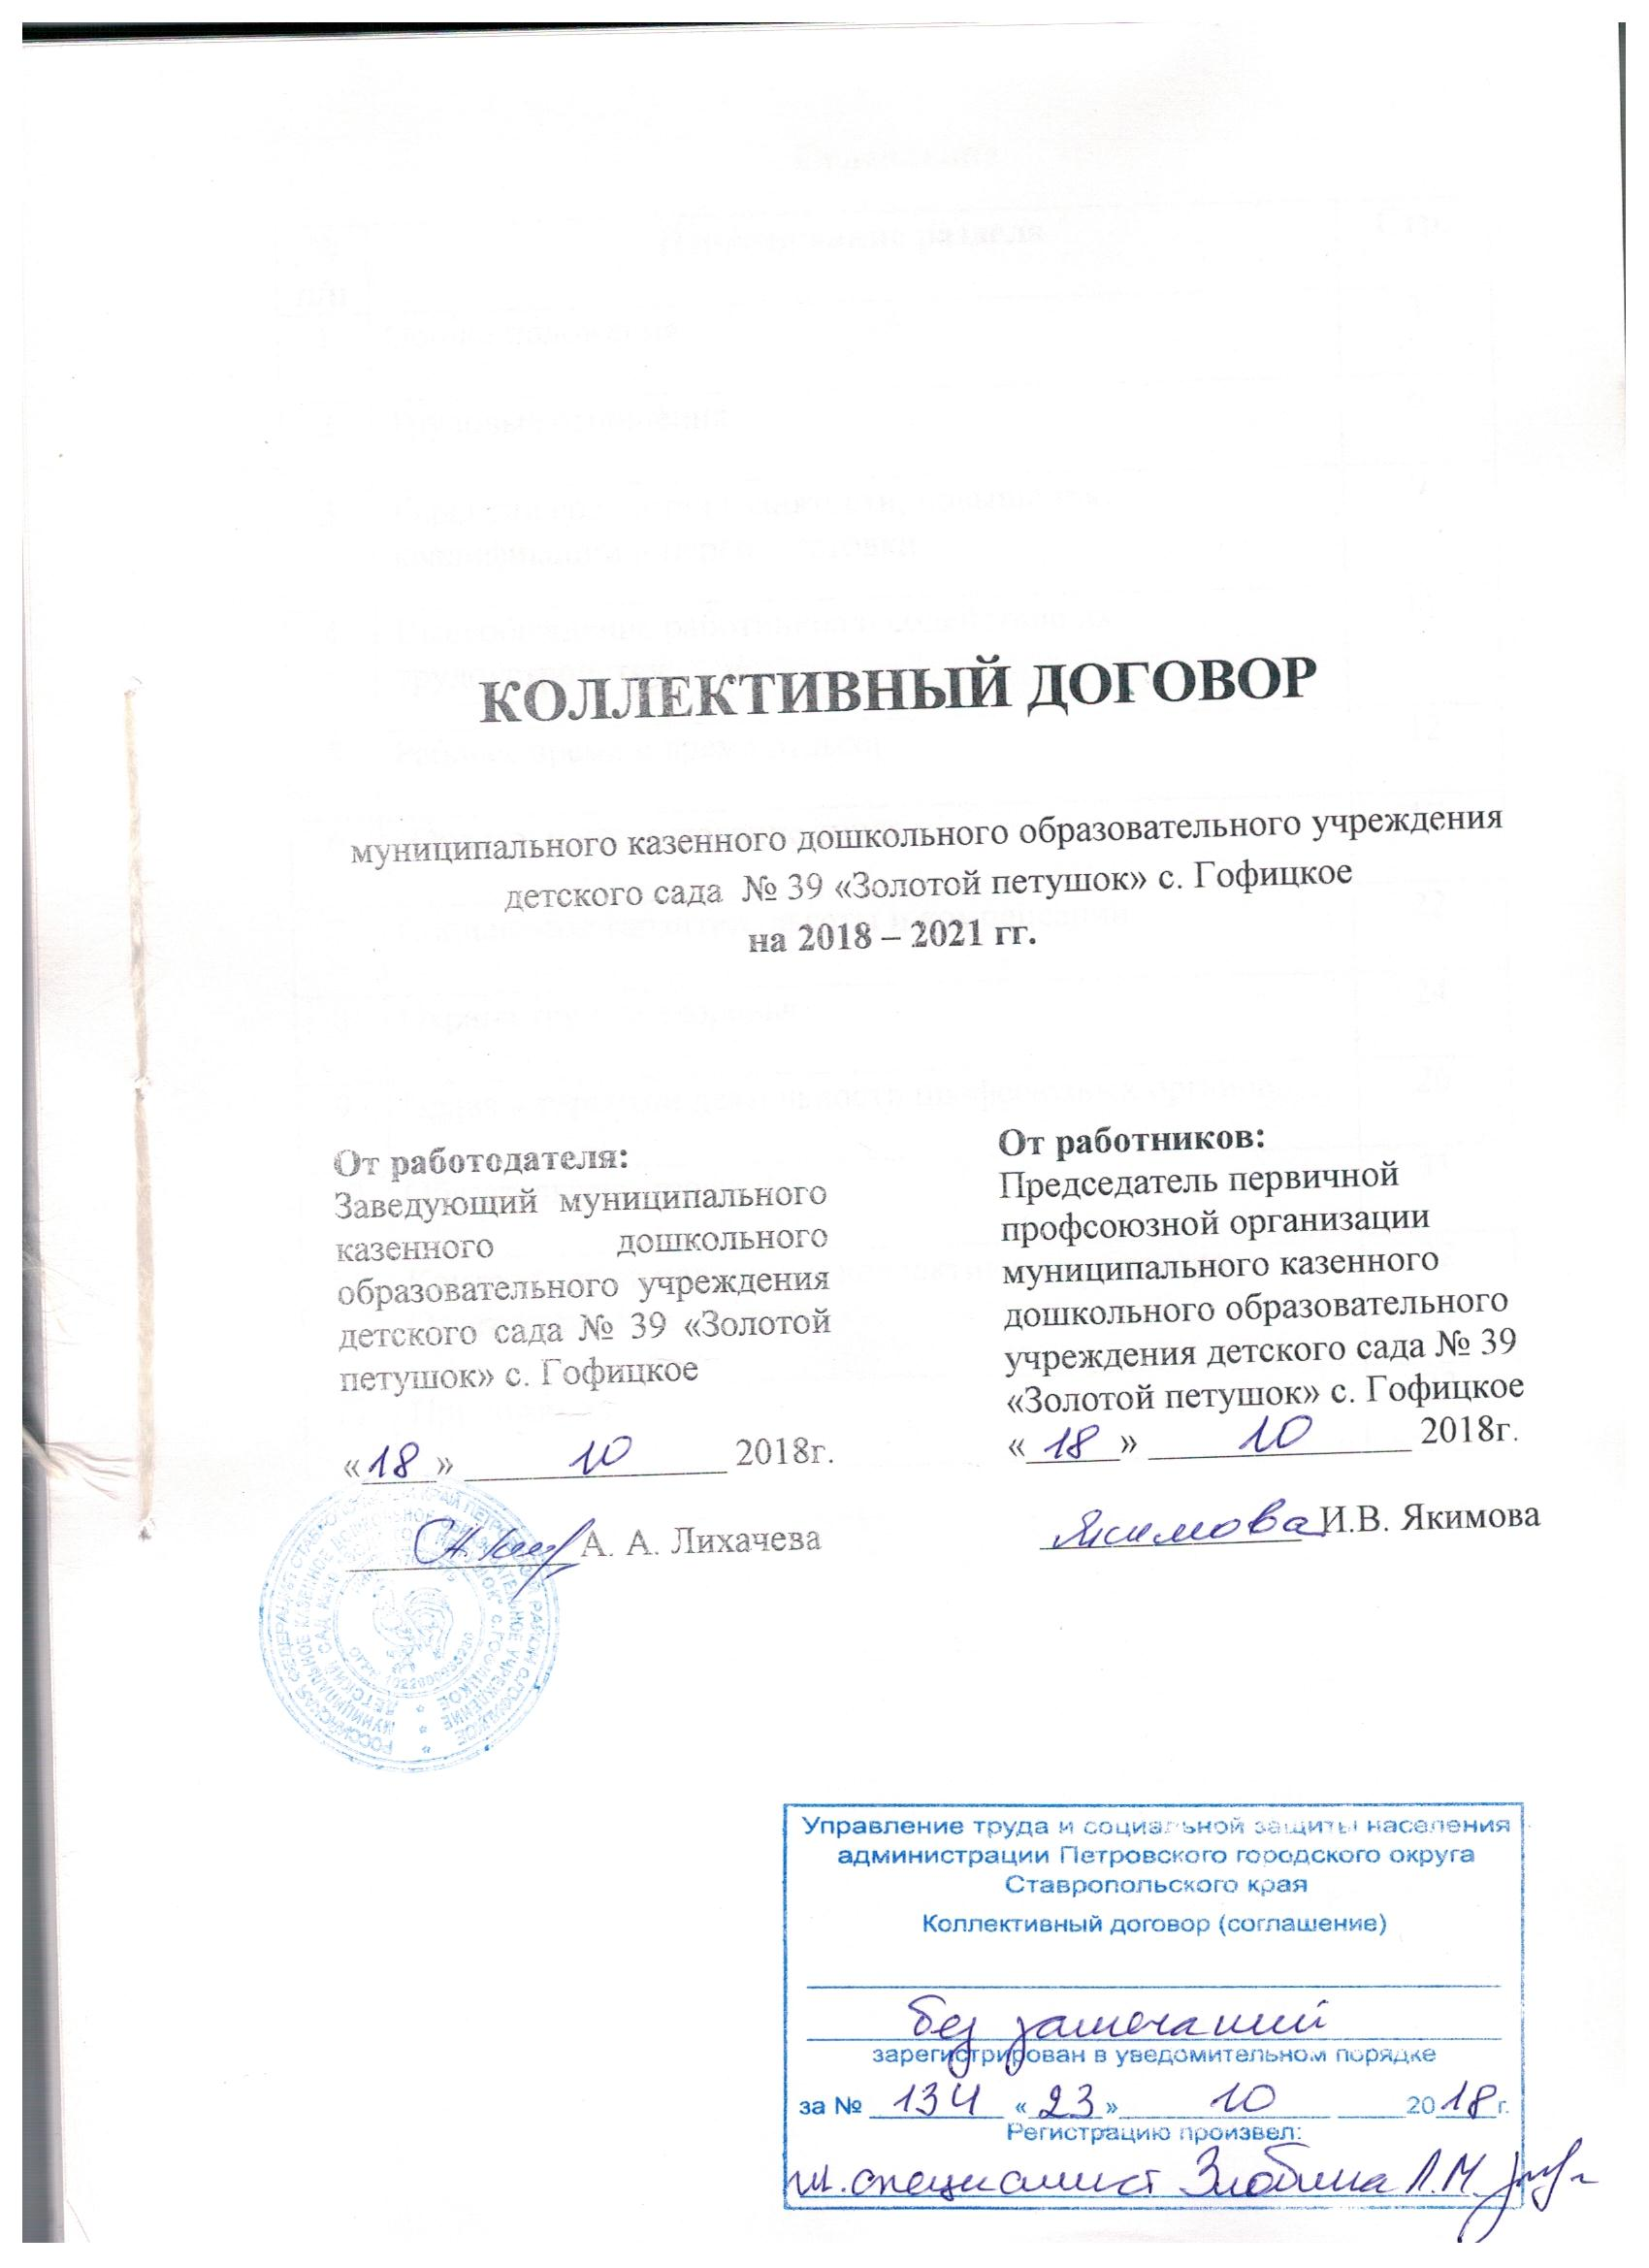 КОЛЛЕКТИВНЫЙ ДОГОВОР
муниципального казенного дошкольного образовательного учреждения
детского сада № 39 «Золотой петушок» с. Гофицкое
на 2018 – 2021 гг.
От работодателя:
Заведующий муниципального
казенного дошкольного
образовательного учреждения
детского сада № 39 «Золотой
петушок» с. Гофицкое
«18» 10 2018г.
А. А. Лихачева
От работников:
Председатель первичной
профсоюзной организации
муниципального казенного
дошкольного образовательного
учреждения детского сада № 39
«Золотой петушок» с. Гофицкое
«18» 10 2018г.
Якимова И.В. Якимова
Управление труда и социальной защиты населения
администрации Петровского городского округа
Ставропольского края
Коллективный договор (соглашение)
без замечаний
зарегистрирован в уведомительном порядке
за № 134 «23» 10 2018г.
Регистрацию произвел:
гл. специалист Злобина Л.М.